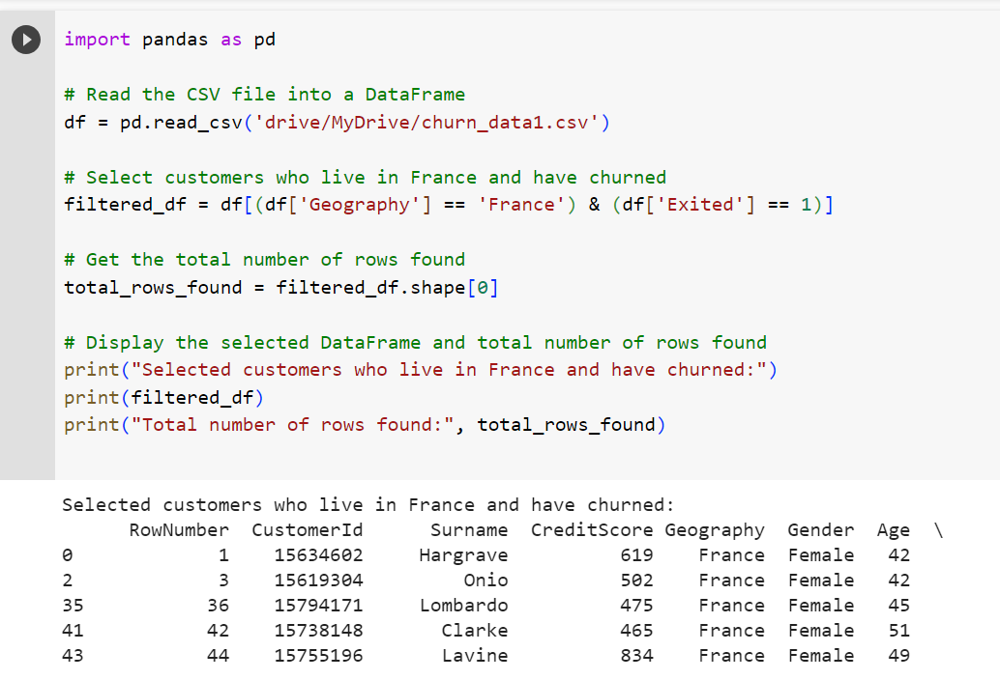 import pandas as pd
# Read the CSV file into a DataFrame
df = pd.read_csv('drive/MyDrive/churn_data1.csv')
# Select customers who live in France and have churned
filtered_df = df[(df['Geography'] == 'France') & (df['Exited'] == 1)]
# Get the total number of rows found
total_rows_found = filtered_df.shape[0]
# Display the selected DataFrame and total number of rows found
print("Selected customers who live in France and have churned:")
print(filtered_df)
print("Total number of rows found:", total_rows_found)
Selected customers who live in France and have churned:
RowNumber CustomerId Surname CreditScore Geography Gender Age \
0 1 15634602 Hargrave 619 France Female 42
2 3 15619304 Onio 502 France Female 42
35 36 15794171 Lombardo 475 France Female 45
41 42 15738148 Clarke 465 France Female 51
43 44 15755196 Lavine 834 France Female 49